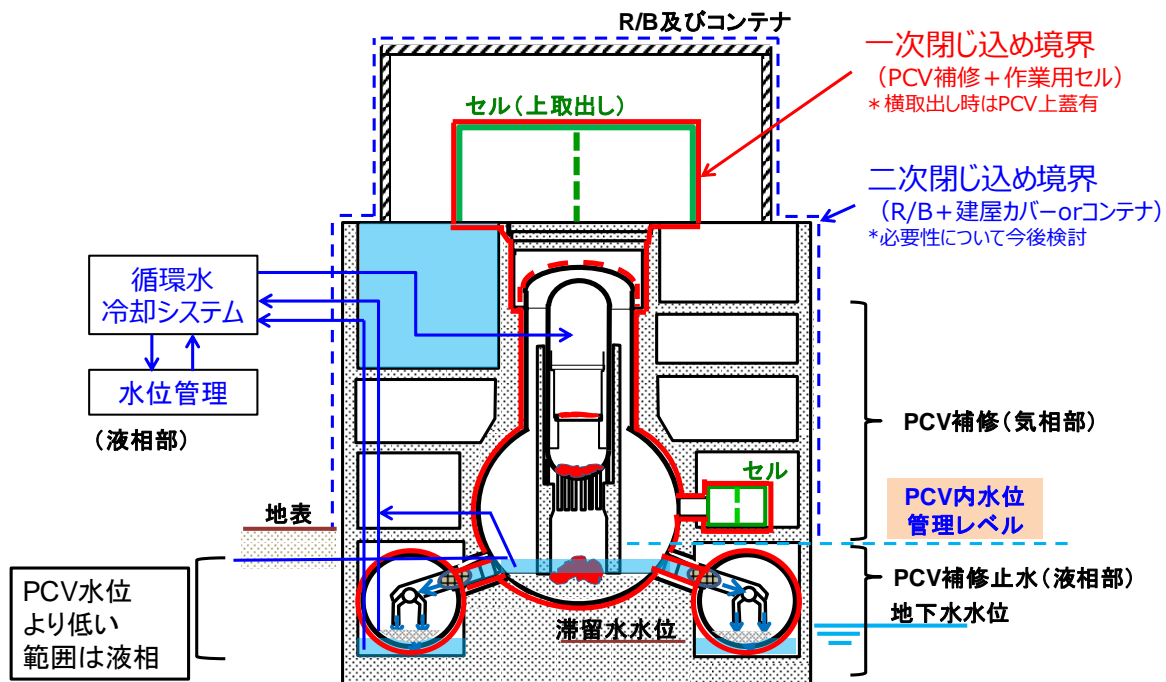 R/B及びコンテナ
一次閉じ込め境界
(PCV補修+作業用セル)
*横取出し時はPCV上蓋有
セル(上取出し)
二次閉じ込め境界
(R/B+建屋カバーorコンテナ)
*必要性について今後検討
循環水
冷却システム
水位管理
(液相部)
PCV補修(気相部)
セル
PCV内水位
管理レベル
地表
PCV水位
より低い
範囲は液相
PCV補修止水(液相部)
地下水水位
滞留水水位